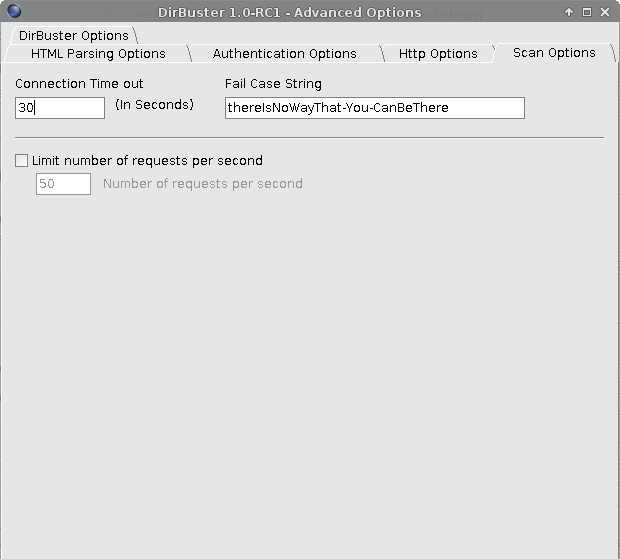 DirBuster 1.0-RC1 - Advanced Options
DirBuster Options
HTML Parsing Options Authentication Options Http Options Scan Options
Connection Time out Fail Case String
30 (In Seconds) thereIsNoWayThat-You-CanBeThere
Limit number of requests per second
50 Number of requests per second